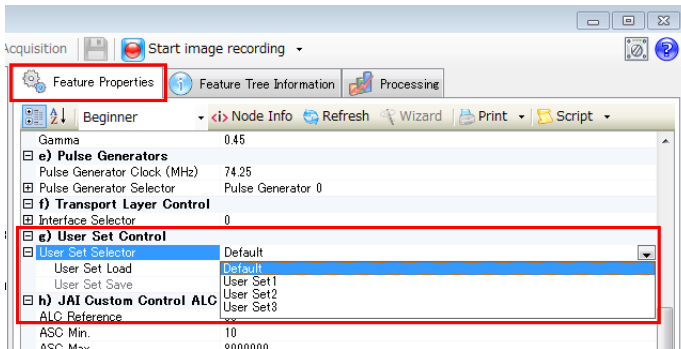 Acquisition Start image recording
Feature Properties Feature Tree Information Processing
Beginner <i> Node Info Refresh Wizard Print Script
Gamma 0.45
e) Pulse Generators
Pulse Generator Clock (MHz) 74.25
Pulse Generator Selector Pulse Generator 0
f) Transport Layer Control
Interface Selector 0
g) User Set Control
User Set Selector Default
User Set Load Default
User Set Save User Set1
User Set2
h) JAI Custom Control ALC User Set3
ALC Reference
ASC Min. 10
ASC Max